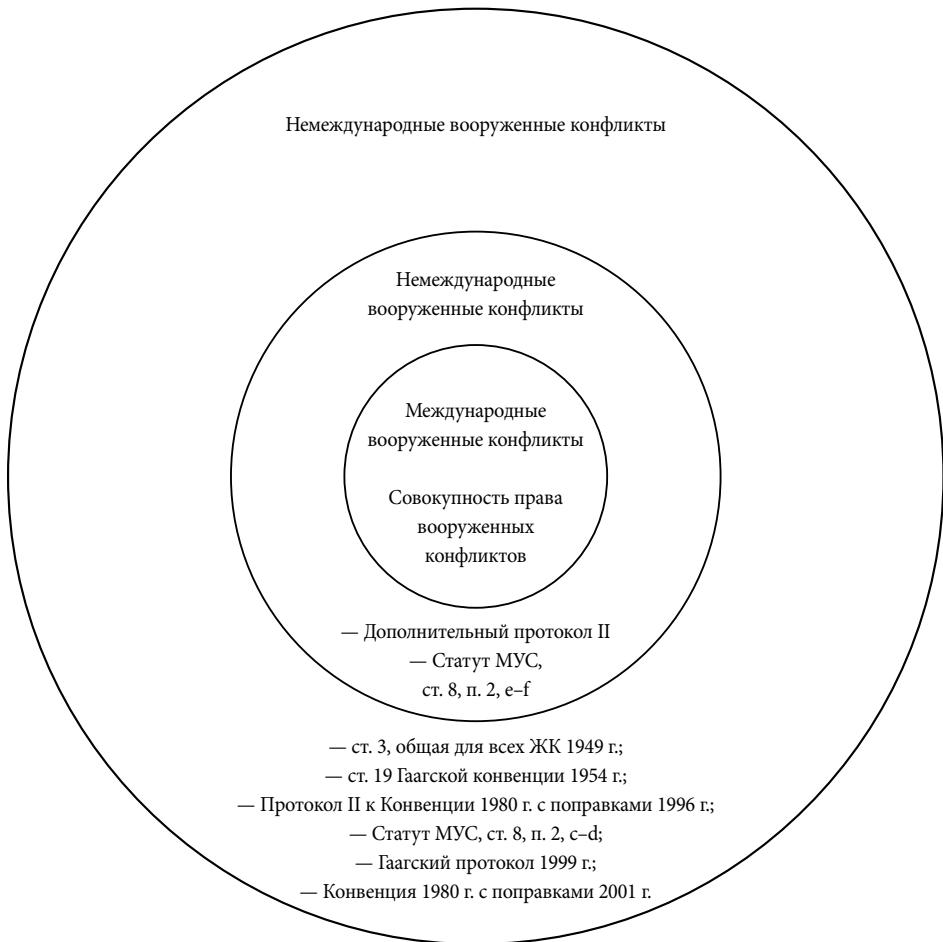 Немеждународные вооруженные конфликты
Немеждународные
вооруженные конфликты
Международные
вооруженные конфликты
Совокупность права
вооруженных
конфликтов
— Дополнительный протокол II
— Статут МУС,
ст. 8, п. 2, e–f
— ст. 3, общая для всех ЖК 1949 г.;
— ст. 19 Гаагской конвенции 1954 г.;
— Протокол II к Конвенции 1980 г. с поправками 1996 г.;
— Статут МУС, ст. 8, п. 2, c–d;
— Гаагский протокол 1999 г.;
— Конвенция 1980 г. с поправками 2001 г.